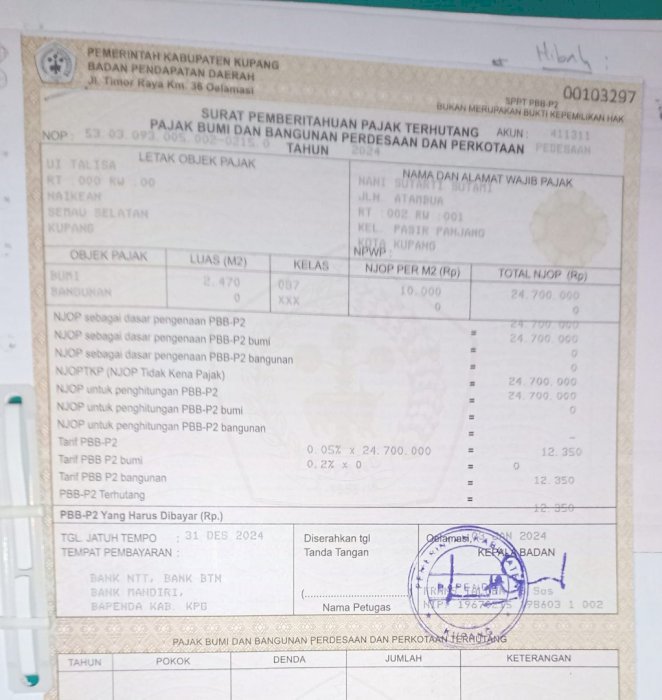 Hibah :
PEMERINTAH KABUPATEN KUPANG
BADAN PENDAPATAN DAERAH
Jl. Timor Raya Km. 36 Oelamasi
00103297
SPPT PBB-P2
BUKAN MERUPAKAN BUKTI KEPEMILIKAN HAK
SURAT PEMBERITAHUAN PAJAK TERHUTANG
PAJAK BUMI DAN BANGUNAN PERDESAAN DAN PERKOTAAN
AKUN : 411311
PEDESAAN
NOP : 53.03.093.005.002-0215.0
TAHUN 2024
LETAK OBJEK PAJAK
UI TALISA
RT :000 RW :00
NAIKEAN
SEMAU SELATAN
KUPANG
NAMA DAN ALAMAT WAJIB PAJAK
NANI SUTARTI SUTAMI
JLN. ATAMBUA
RT :002 RW :001
KEL. PASIR PANJANG
KOTA KUPANG
NPWP :
OBJEK PAJAK LUAS (M2) KELAS NJOP PER M2 (Rp) TOTAL NJOP (Rp)
BUMI 2.470 087 10.000 24.700.000
BANGUNAN 0 XXX 0 0
NJOP sebagai dasar pengenaan PBB-P2 = 24.700.000
NJOP sebagai dasar pengenaan PBB-P2 bumi = 24.700.000
NJOP sebagai dasar pengenaan PBB-P2 bangunan = 0
NJOPTKP (NJOP Tidak Kena Pajak) = 0
NJOP untuk penghitungan PBB-P2 = 24.700.000
NJOP untuk penghitungan PBB-P2 bumi = 24.700.000
NJOP untuk penghitungan PBB-P2 bangunan = 0
Tarif PBB-P2 = -
Tarif PBB P2 bumi 0.05% x 24.700.000 = 12.350
Tarif PBB P2 bangunan 0.2% x 0 = 0
PBB-P2 Terhutang = 12.350
PBB-P2 Yang Harus Dibayar (Rp.) 12.350
TGL. JATUH TEMPO : 31 DES 2024
TEMPAT PEMBAYARAN :
BANK NTT, BANK BTN
BANK MANDIRI,
BAPENDA KAB. KPG
Diserahkan tgl
Tanda Tangan
(....................
Nama Petugas
Oelamasi, JAN 2024
KEPALA BADAN
Sos
NIP
1 002
PAJAK BUMI DAN BANGUNAN PERDESAAN DAN PERKOTAAN TERHUTANG
TAHUN POKOK DENDA JUMLAH KETERANGAN